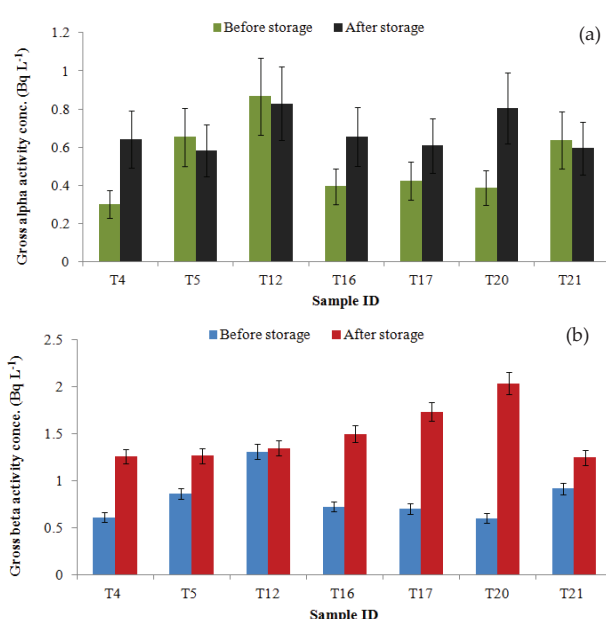 Before storage After storage
(a)
Gross alpha activity conc. (Bq L-1)
1.2
1
0.8
0.6
0.4
0.2
0
T4 T5 T12 T16 T17 T20 T21
Sample ID
Before storage After storage
(b)
Gross beta activity conce. (Bq L-1)
2.5
2
1.5
1
0.5
0
T4 T5 T12 T16 T17 T20 T21
Sample ID